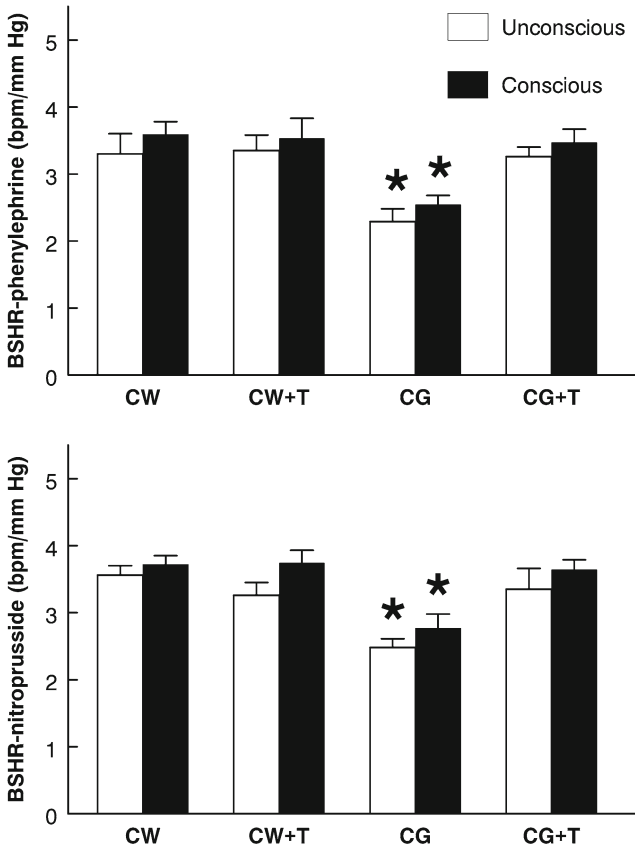 Unconscious
Conscious
BSHR-phenylephrine (bpm/mm Hg)
5
4
3
2
1
0
*
*
CW
CW+T
CG
CG+T
BSHR-nitroprusside (bpm/mm Hg)
5
4
3
2
1
0
*
*
CW
CW+T
CG
CG+T